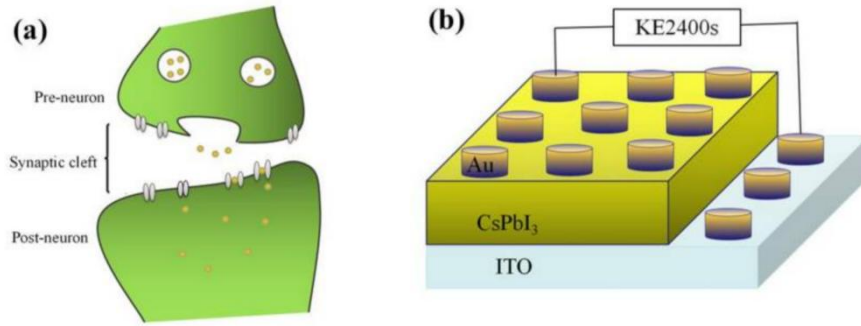 (a)
Pre-neuron
Synaptic cleft
Post-neuron
(b)
KE2400s
Au
CsPbI₃
ITO